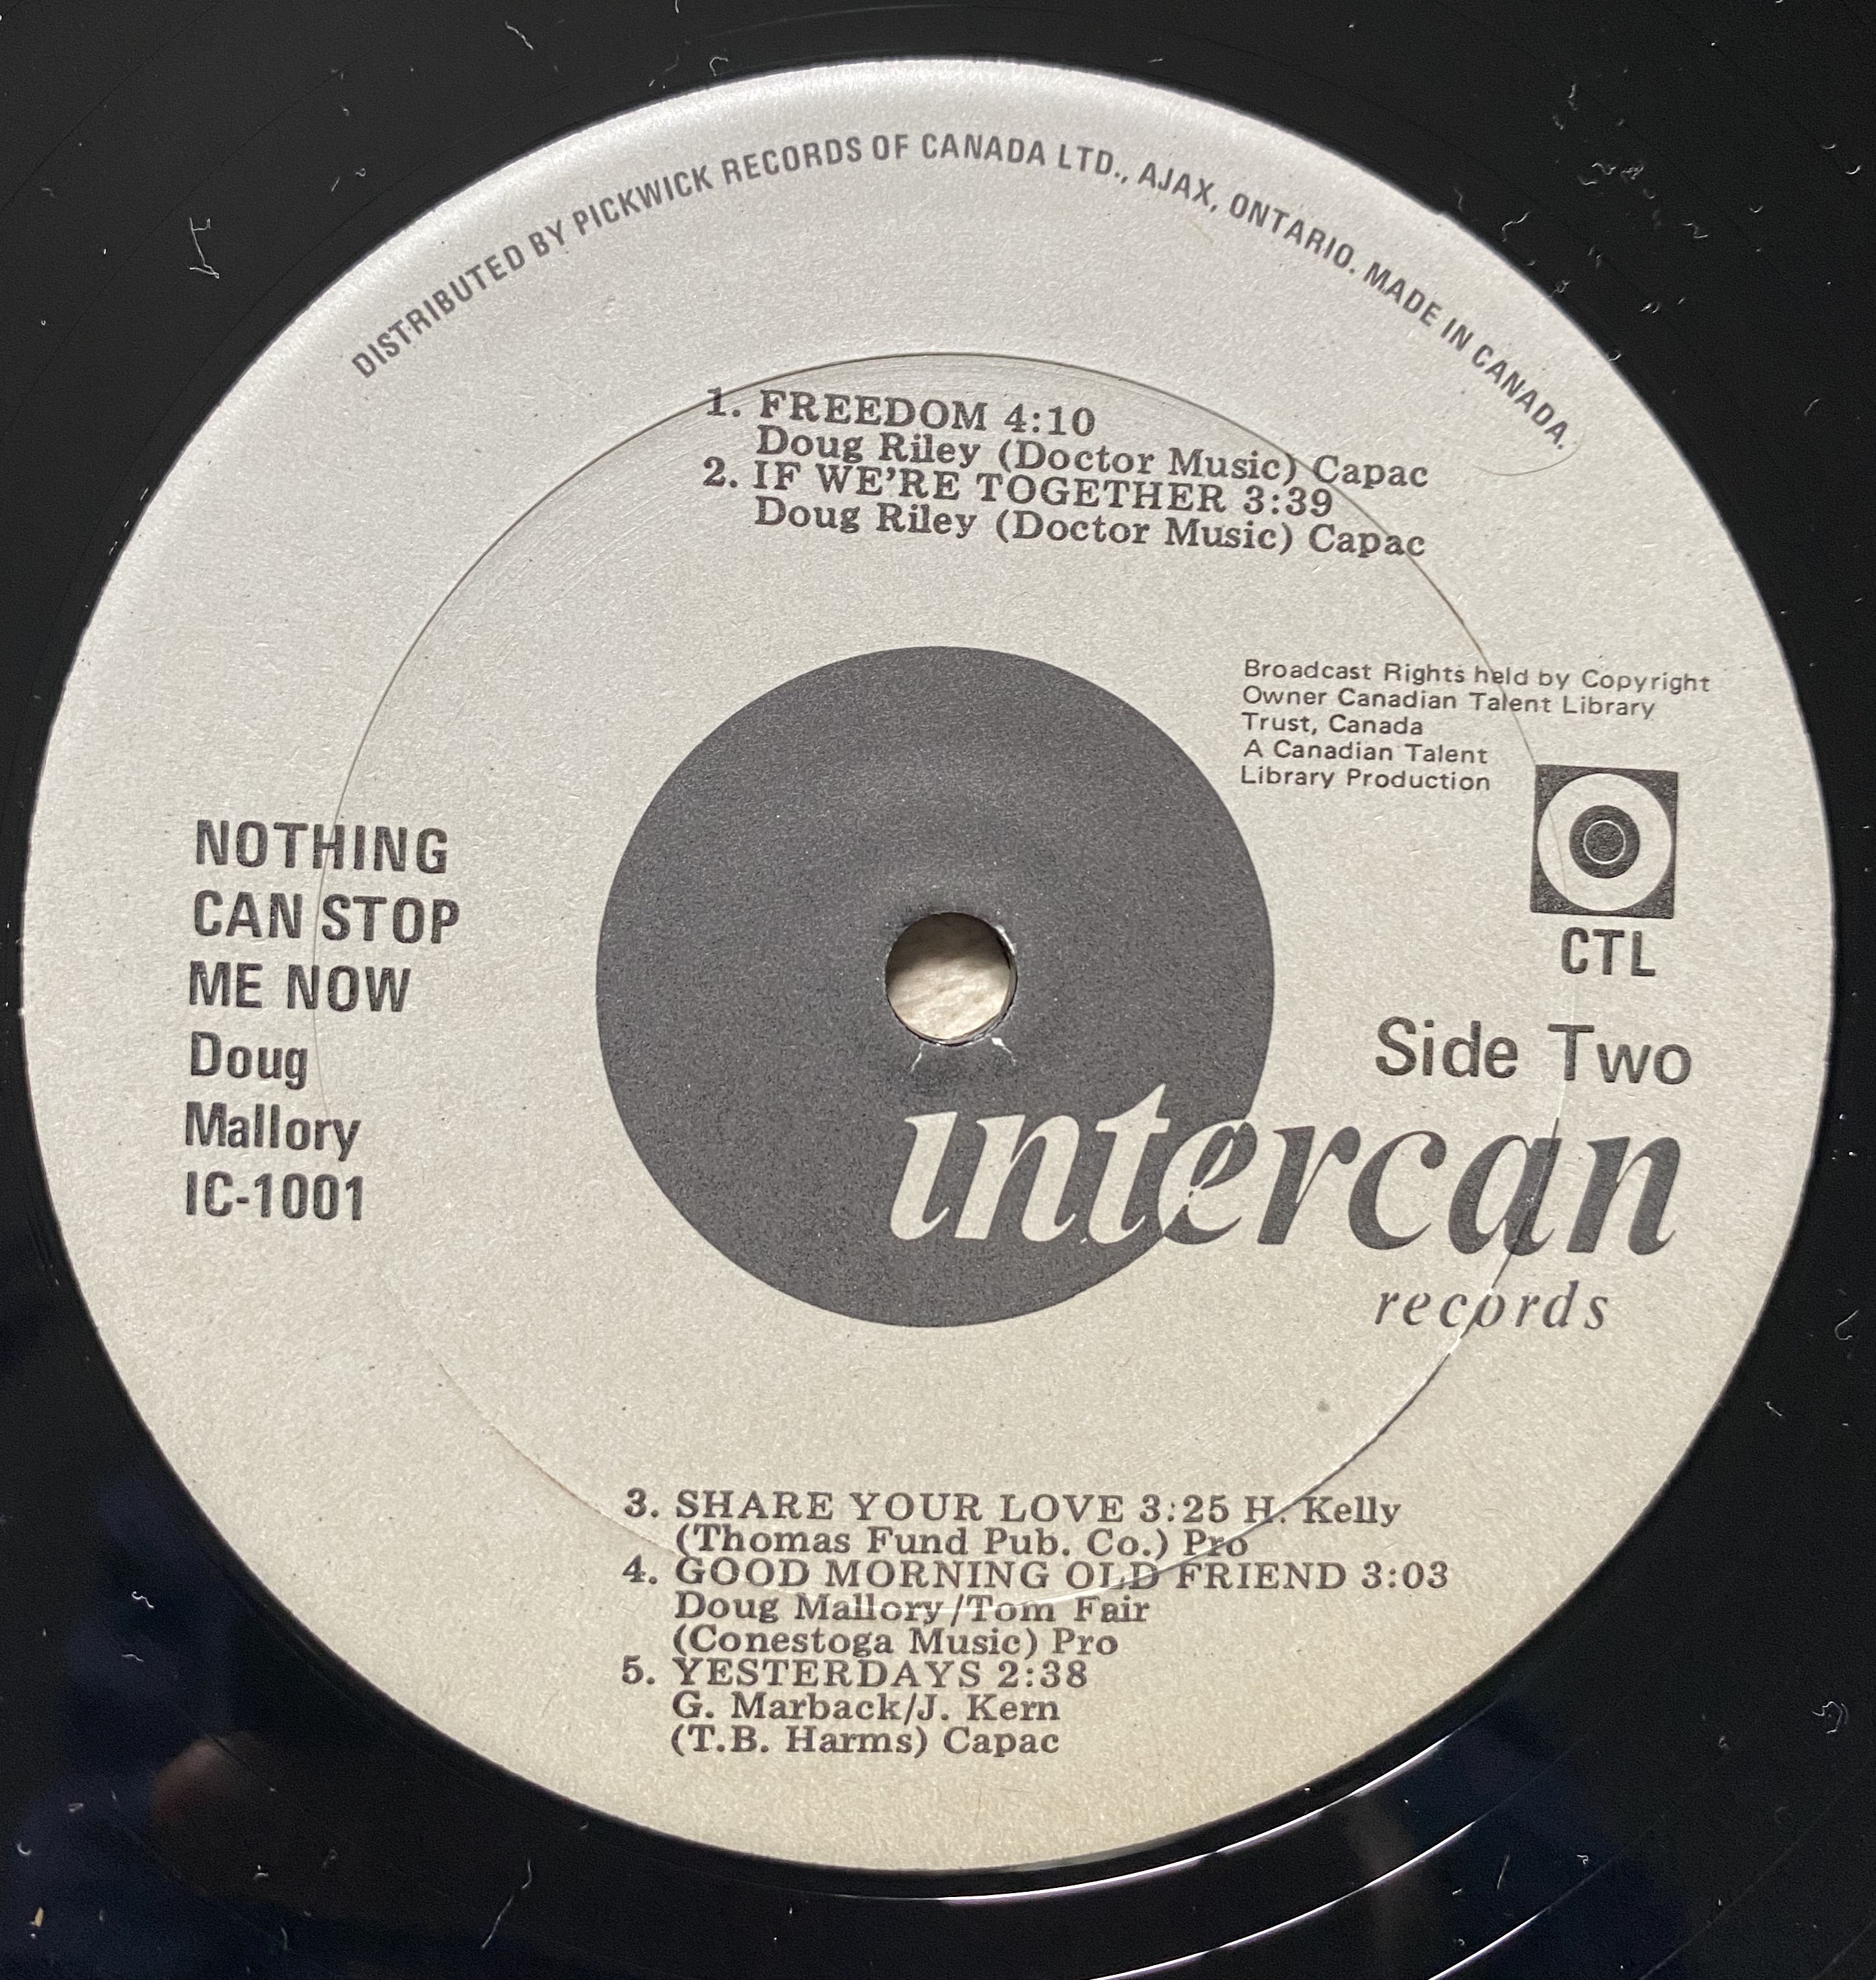 DISTRIBUTED BY PICKWICK RECORDS OF CANADA LTD., AJAX, ONTARIO. MADE IN CANADA.
1. FREEDOM 4:10
Doug Riley (Doctor Music) Capac
2. IF WE'RE TOGETHER 3:39
Doug Riley (Doctor Music) Capac
Broadcast Rights held by Copyright
Owner Canadian Talent Library
Trust, Canada
A Canadian Talent
Library Production
CTL
NOTHING
CAN STOP
ME NOW
Doug
Mallory
IC-1001
Side Two
intercan
records
3. SHARE YOUR LOVE 3:25 H. Kelly
(Thomas Fund Pub. Co.) Pro
4. GOOD MORNING OLD FRIEND 3:03
Doug Mallory/Tom Fair
(Conestoga Music) Pro
5. YESTERDAYS 2:38
G. Marback/J. Kern
(T.B. Harms) Capac